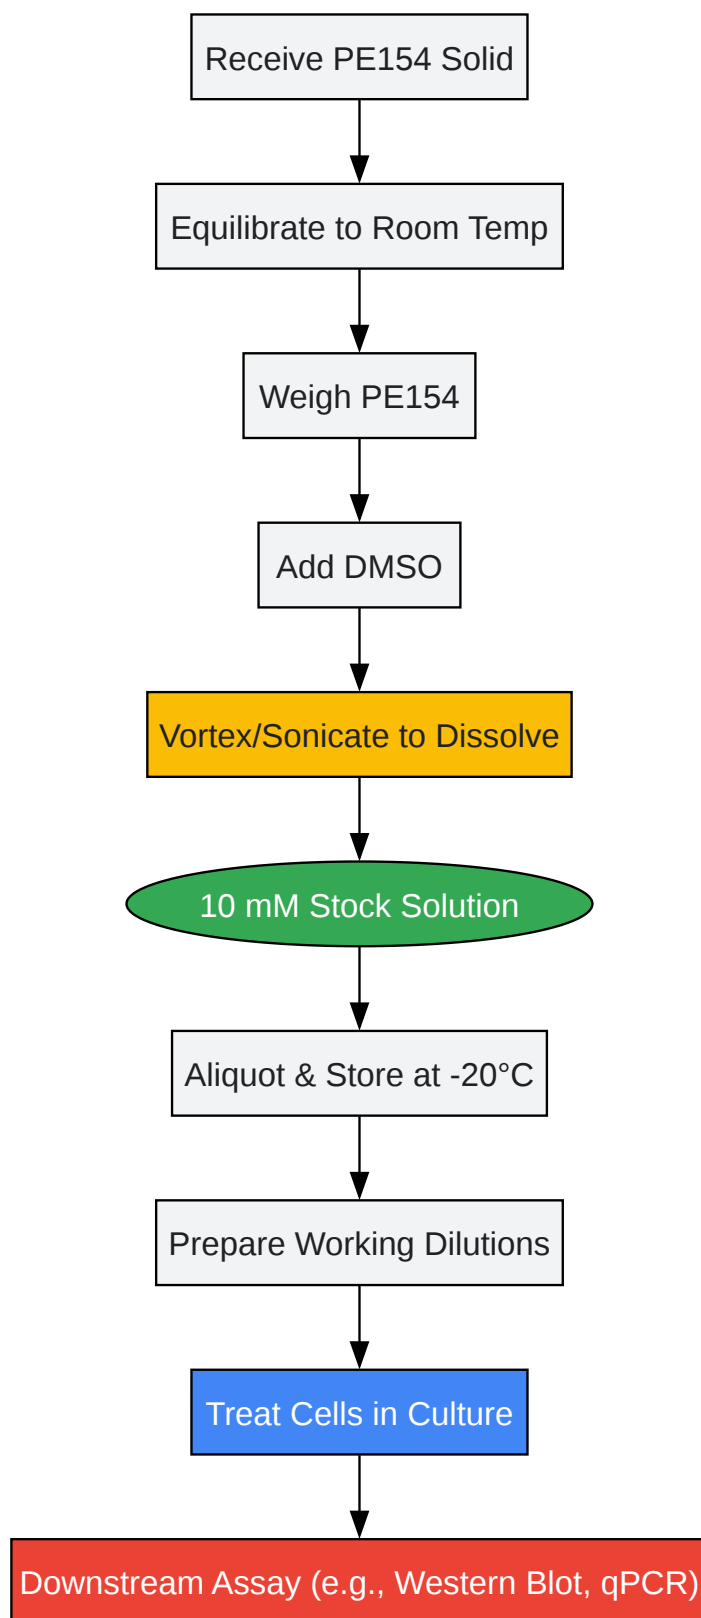 Receive PE154 Solid
Equilibrate to Room Temp
Weigh PE154
Add DMSO
Vortex/Sonicate to Dissolve
10 mM Stock Solution
Aliquot & Store at -20°C
Prepare Working Dilutions
Treat Cells in Culture
Downstream Assay (e.g., Western Blot, qPCR)